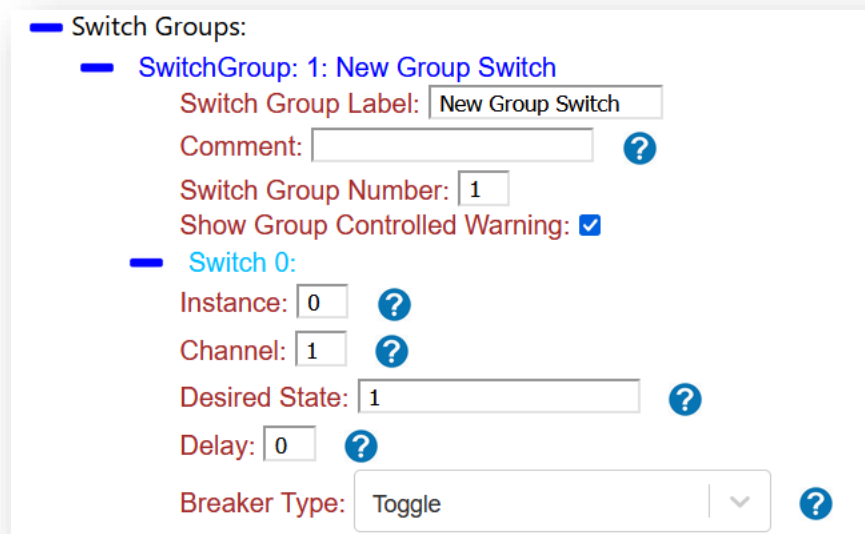 Switch Groups:
SwitchGroup: 1: New Group Switch
Switch Group Label: New Group Switch
Comment: ?
Switch Group Number: 1
Show Group Controlled Warning:
Switch 0:
Instance: 0 ?
Channel: 1 ?
Desired State: 1 ?
Delay: 0 ?
Breaker Type: Toggle ?